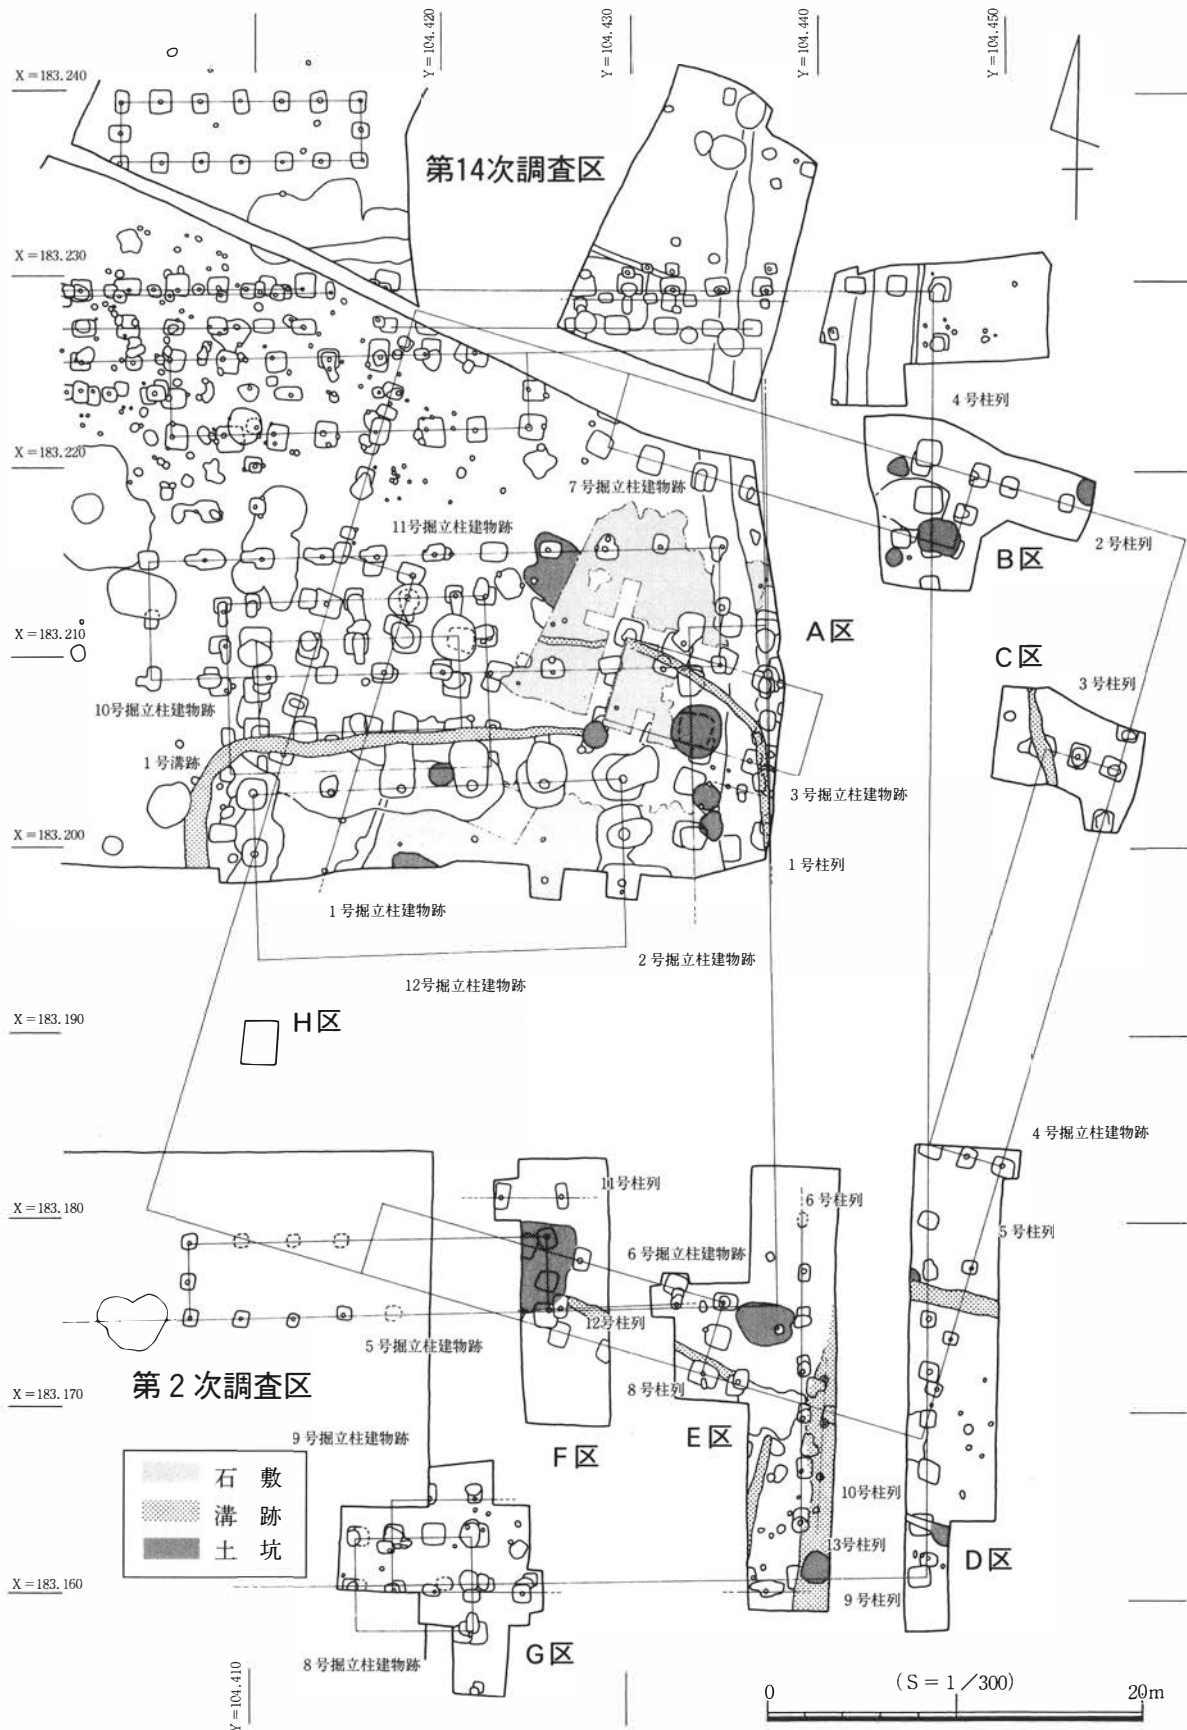 Y＝104.420
Y＝104.430
Y＝104.440
Y＝104.450
X＝183.240
第14次調査区
X＝183.230
4号柱列
X＝183.220
7号掘立柱建物跡
11号掘立柱建物跡
2号柱列
B区
A区
X＝183.210
C区
3号柱列
10号掘立柱建物跡
1号溝跡
3号掘立柱建物跡
X＝183.200
1号柱列
1号掘立柱建物跡
2号掘立柱建物跡
12号掘立柱建物跡
H区
X＝183.190
4号掘立柱建物跡
11号柱列
6号柱列
X＝183.180
5号柱列
6号掘立柱建物跡
12号柱列
5号掘立柱建物跡
第2次調査区
8号柱列
X＝183.170
E区
9号掘立柱建物跡
F区
石敷
溝跡
土坑
10号柱列
13号柱列
D区
X＝183.160
9号柱列
G区
8号掘立柱建物跡
Y＝104.410
（S＝1／300）
0 20m